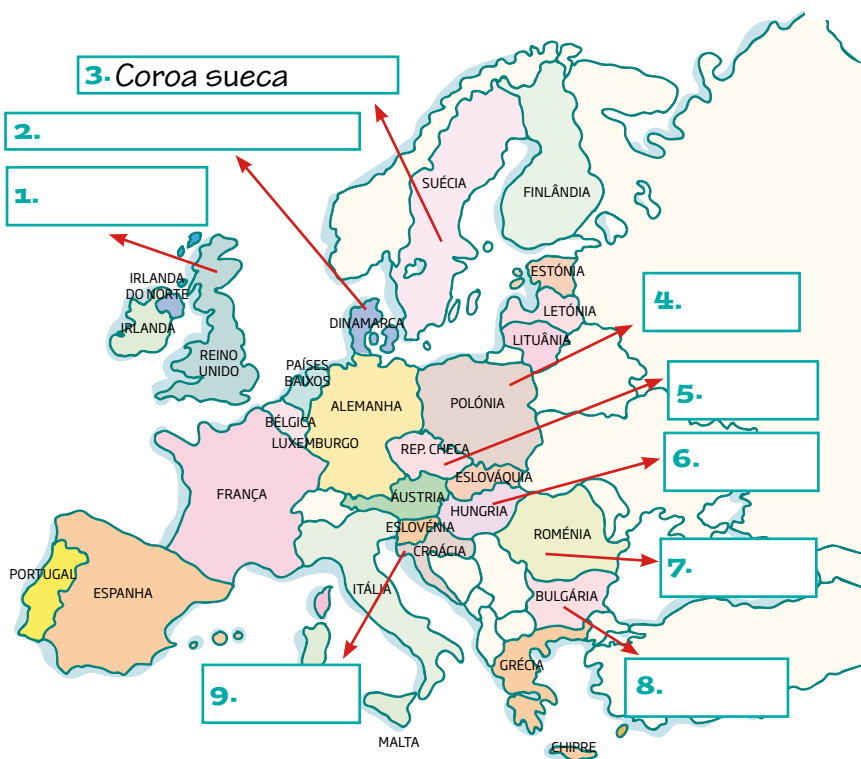 3. Coroa sueca
2.
1.
SUÉCIA
FINLÂNDIA
ESTÓNIA
IRLANDA
DO NORTE
4.
LETÓNIA
DINAMARCA
IRLANDA
LITUÂNIA
REINO
UNIDO
PAÍSES
BAIXOS
5.
ALEMANHA
POLÓNIA
BÉLGICA
LUXEMBURGO
REP. CHECA
6.
ESLOVÁQUIA
FRANÇA
ÁUSTRIA
HUNGRIA
ESLOVÉNIA
ROMÉNIA
CROÁCIA
7.
PORTUGAL
ESPANHA
ITÁLIA
BULGÁRIA
GRÉCIA
9.
8.
MALTA
CHIPRE